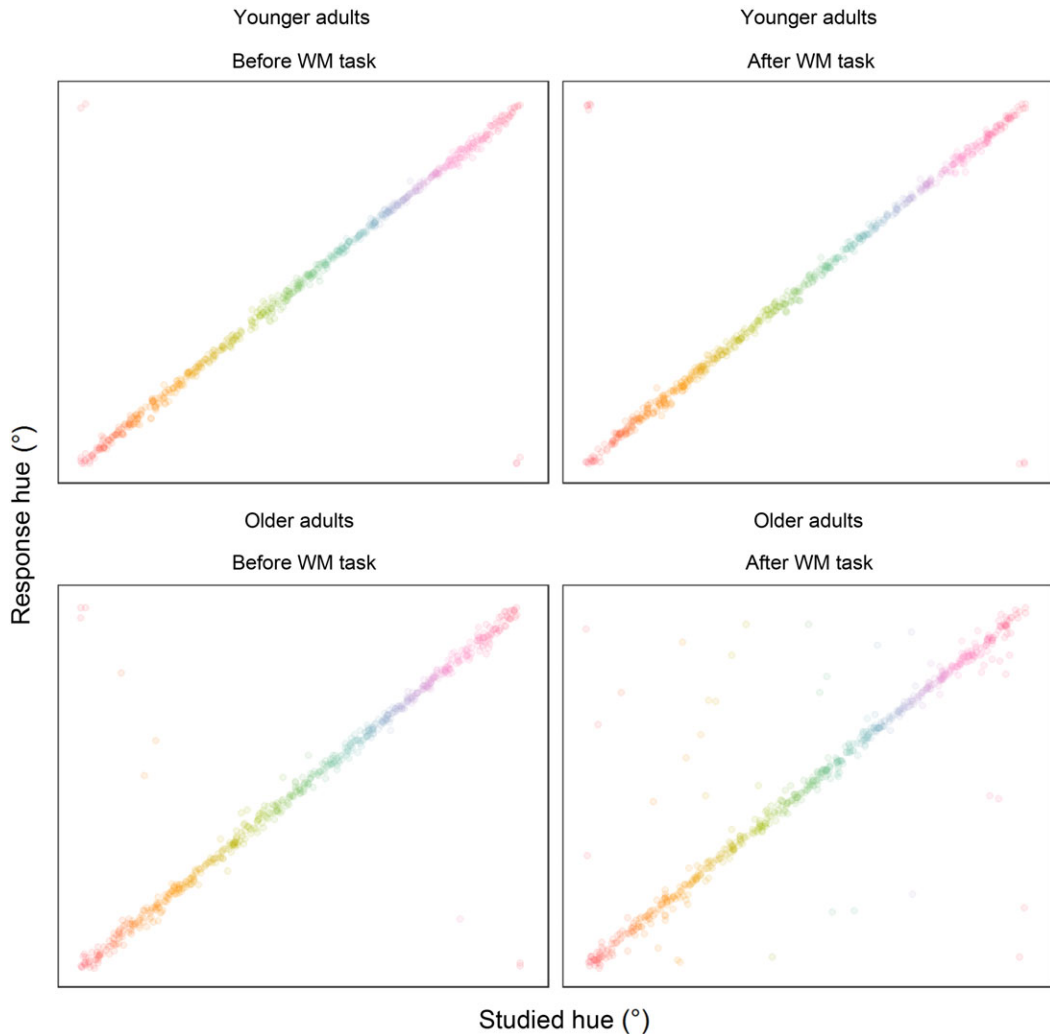 Younger adults
Before WM task
Younger adults
After WM task
Older adults
Before WM task
Older adults
After WM task
Response hue (°)
Studied hue (°)